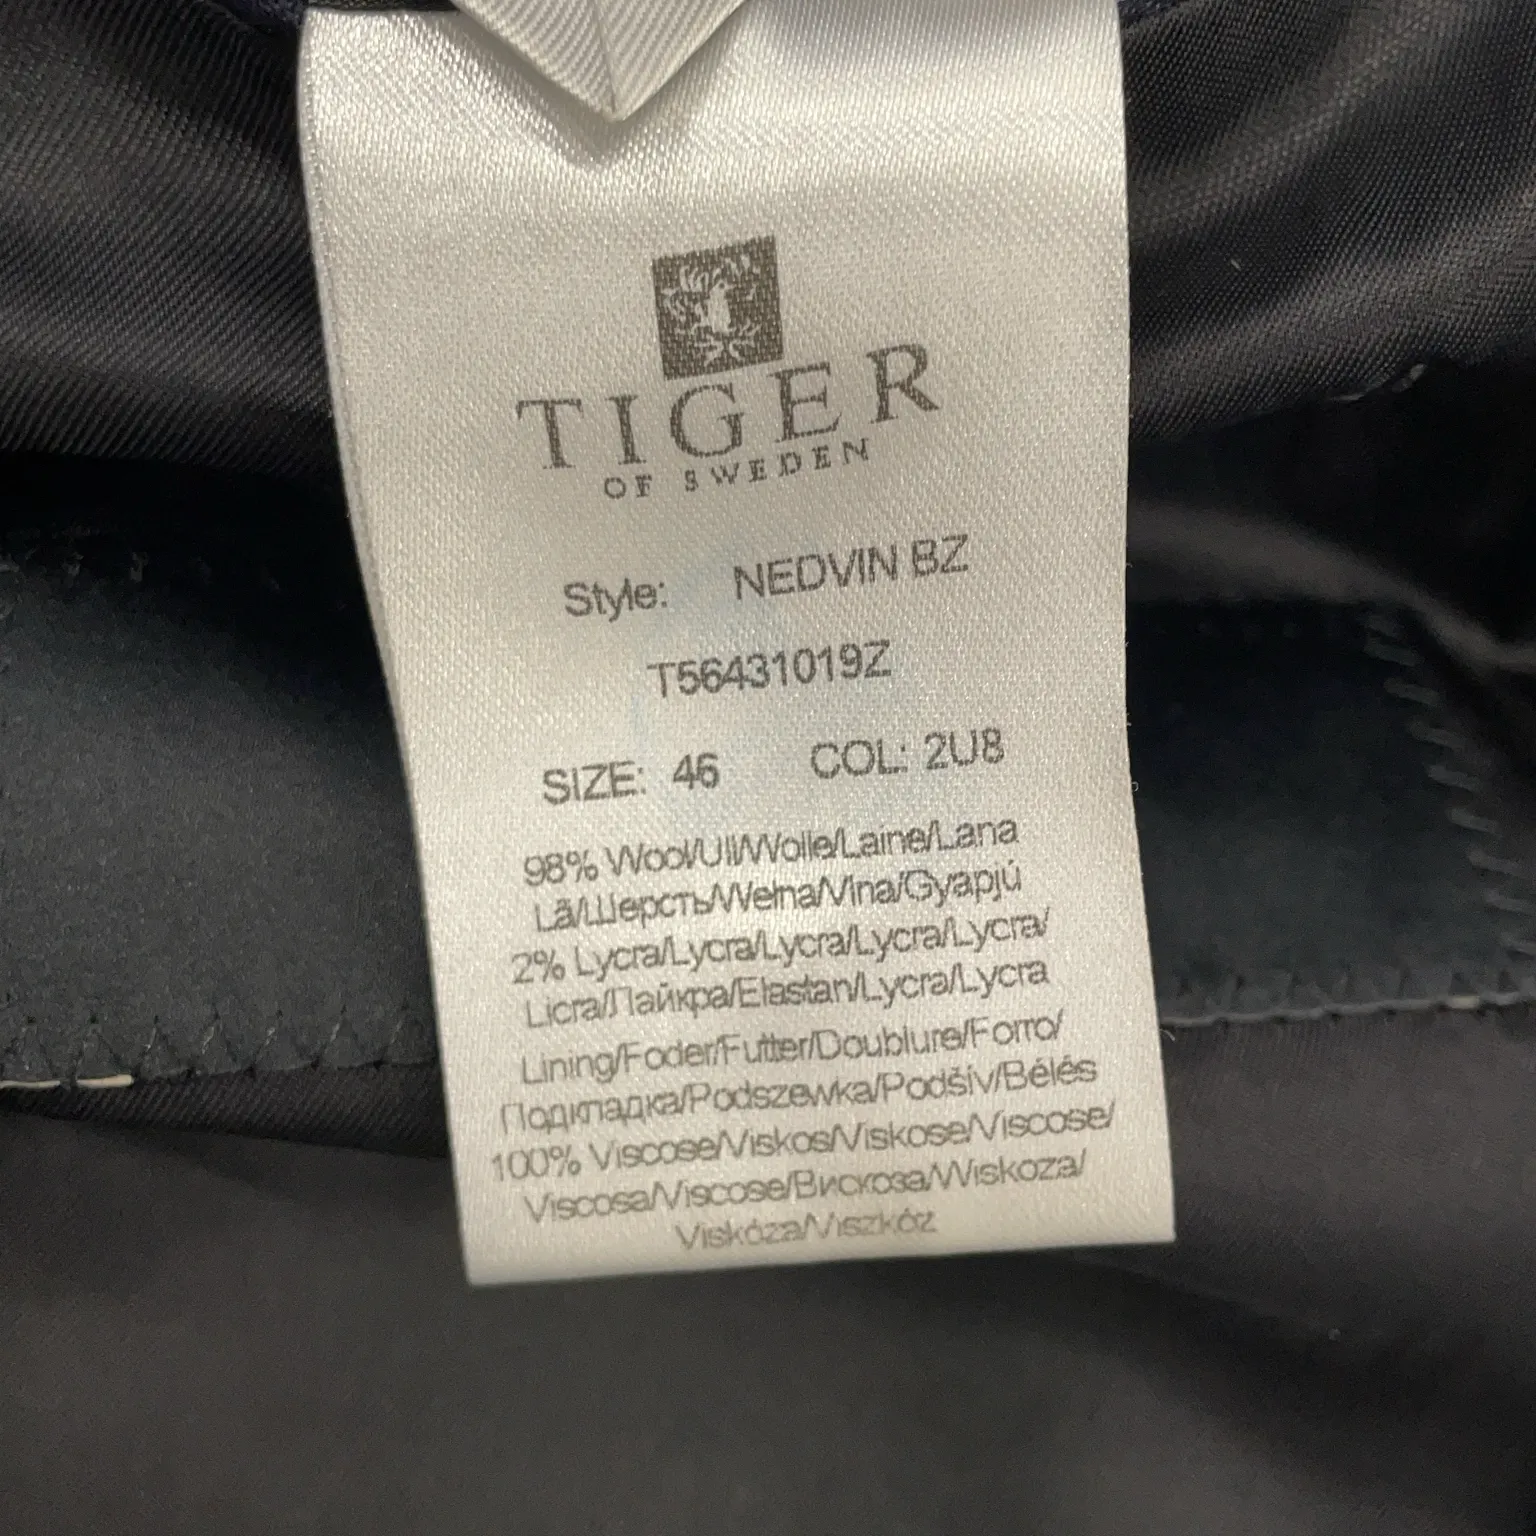 TIGER
OF SWEDEN
Style: NEDVIN BZ
T56431019Z
SIZE: 46 COL: 2U8
98% Wool/Ull/Wolle/Laine/Lana
Lã/Шерсть/Wełna/Vlna/Gyapjú
2% Lycra/Lycra/Lycra/Lycra/Lycra/
Licra/Лайкра/Elastan/Lycra/Lycra
Lining/Foder/Futter/Doublure/Forro/
Подкладка/Podszewka/Podšív/Bélés
100% Viscose/Viskos/Viskose/Viscose/
Viscosa/Viscose/Вискоза/Wiskoza/
Viskóza/Viszkóz